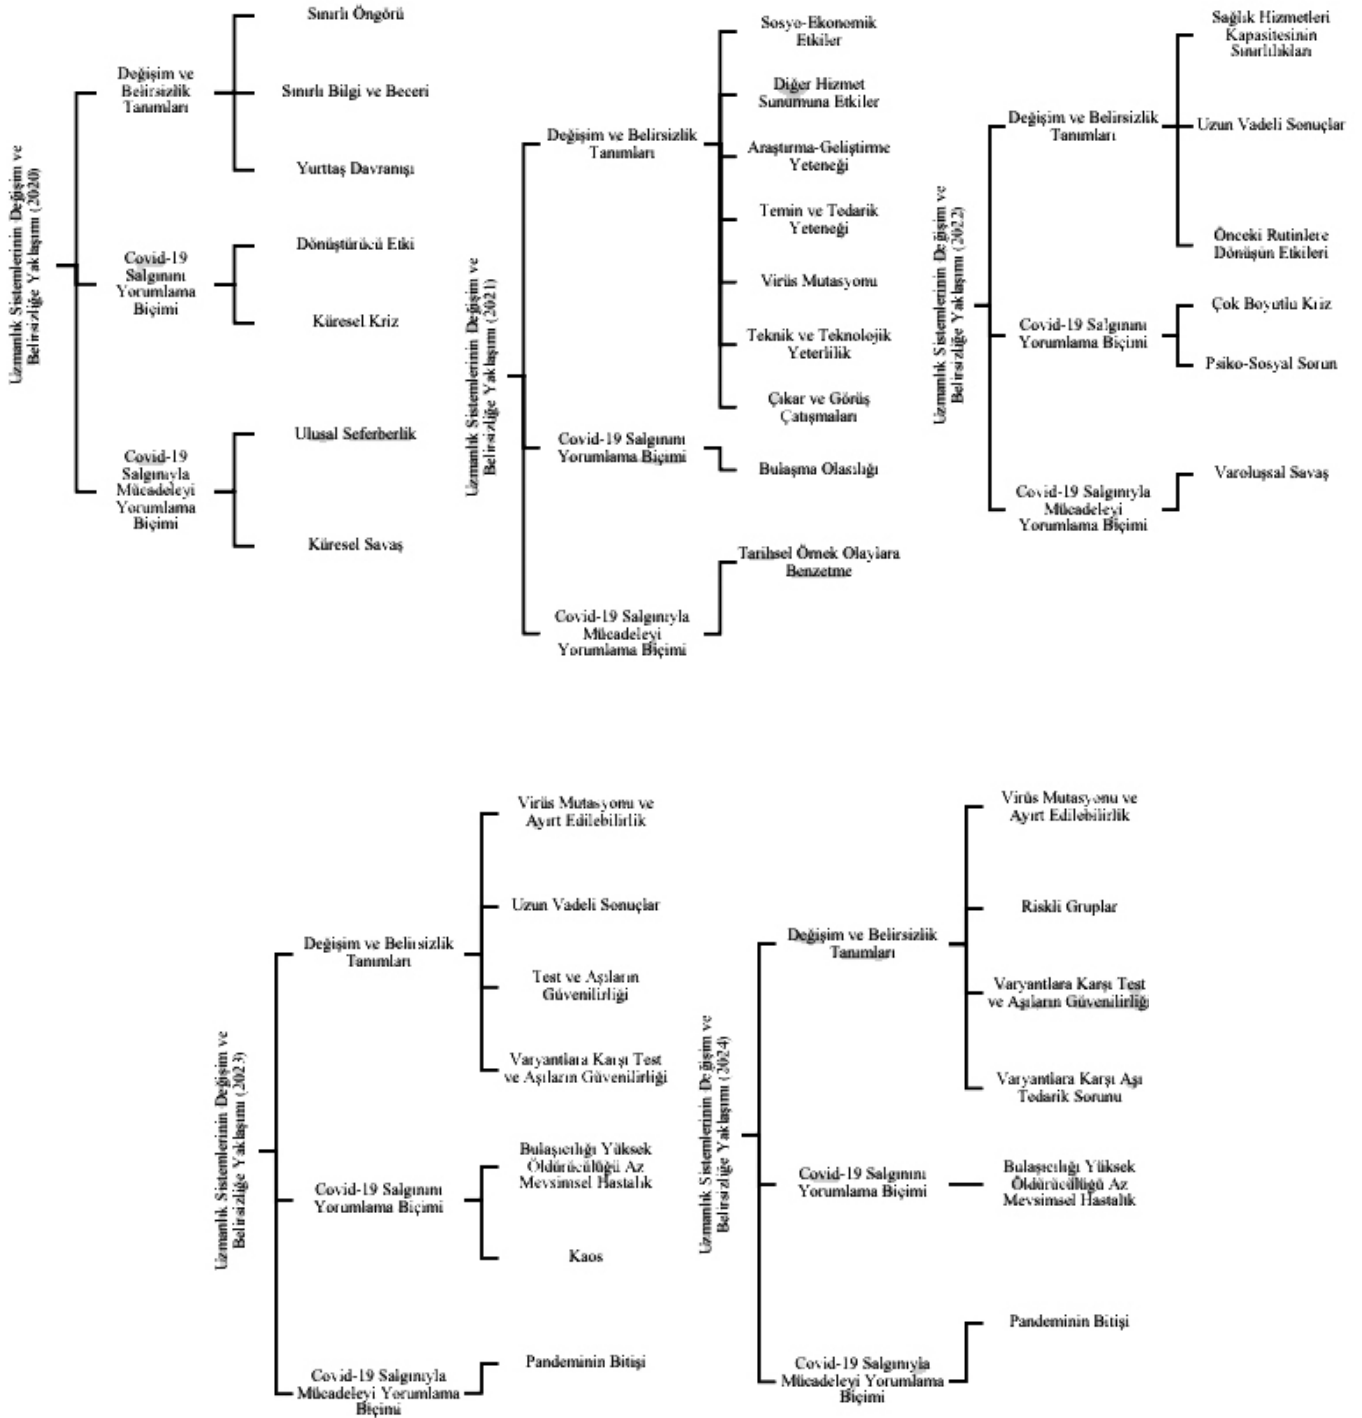 Uzmanlık Sistemlerinin Değişim ve
Belirsizliğe Yaklaşımı (2020)
Değişim ve
Belirsizlik
Tanımları
Sınırlı Öngörü
Sınırlı Bilgi ve Beceri
Yurttaş Davranışı
Covid-19
Salgınını
Yorumlama
Biçimi
Dönüştürücü Etki
Küresel Kriz
Covid-19
Salgınıyla
Mücadeleyi
Yorumlama
Biçimi
Ulusal Seferberlik
Küresel Savaş
Uzmanlık Sistemlerinin Değişim ve
Belirsizliğe Yaklaşımı (2021)
Değişim ve Belirsizlik
Tanımları
Sosyo-Ekonomik
Etkiler
Diğer Hizmet
Sunumuna Etkiler
Araştırma-Geliştirme
Yeteneği
Temin ve Tedarik
Yeteneği
Virüs Mutasyonu
Teknik ve Teknolojik
Yeterlilik
Çıkar ve Görüş
Çatışmaları
Covid-19 Salgınını
Yorumlama Biçimi
Bulaşma Olasılığı
Covid-19 Salgınıyla
Mücadeleyi
Yorumlama Biçimi
Tarihsel Örnek Olaylara
Benzetme
Uzmanlık Sistemlerinin Değişim ve
Belirsizliğe Yaklaşımı (2022)
Değişim ve Belirsizlik
Tanımları
Sağlık Hizmetleri
Kapasitesinin
Sınırlılıkları
Uzun Vadeli Sonuçlar
Önceki Rutinlere
Dönüşün Etkileri
Covid-19 Salgınını
Yorumlama Biçimi
Çok Boyutlu Kriz
Psiko-Sosyal Sorun
Covid-19 Salgınıyla
Mücadeleyi
Yorumlama Biçimi
Varoluşsal Savaş
Uzmanlık Sistemlerinin Değişim ve
Belirsizliğe Yaklaşımı (2023)
Değişim ve Belirsizlik
Tanımları
Virüs Mutasyonu ve
Ayırt Edilebilirlik
Uzun Vadeli Sonuçlar
Test ve Aşıların
Güvenilirliği
Varyantlara Karşı Test
ve Aşıların Güvenilirliği
Covid-19 Salgınını
Yorumlama Biçimi
Bulaşıcılığı Yüksek
Öldürücülüğü Az
Mevsimsel Hastalık
Kaos
Covid-19 Salgınıyla
Mücadeleyi Yorumlama
Biçimi
Pandeminin Bitişi
Uzmanlık Sistemlerinin Değişim ve
Belirsizliğe Yaklaşımı (2024)
Değişim ve Belirsizlik
Tanımları
Virüs Mutasyonu ve
Ayırt Edilebilirlik
Riskli Gruplar
Varyantlara Karşı Test
ve Aşıların Güvenilirliği
Varyantlara Karşı Aşı
Tedarik Sorunu
Covid-19 Salgınını
Yorumlama Biçimi
Bulaşıcılığı Yüksek
Öldürücülüğü Az
Mevsimsel Hastalık
Covid-19 Salgınıyla
Mücadeleyi Yorumlama
Biçimi
Pandeminin Bitişi